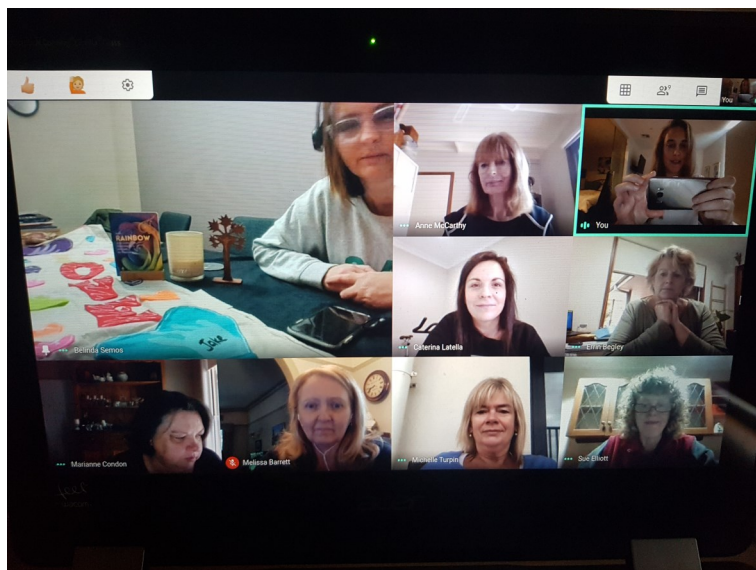 You
RAINBOW
Joie
Belinda Semos
Anne McCarthy
You
Caterina Latella
Erin Begley
Marianne Condon
Melissa Barrett
Michelle Turpin
Sue Elliott